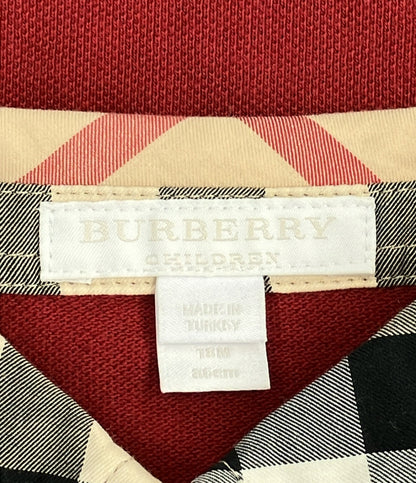 BURBERRY
CHILDREN
MADE IN
TURKEY
18M
86cm